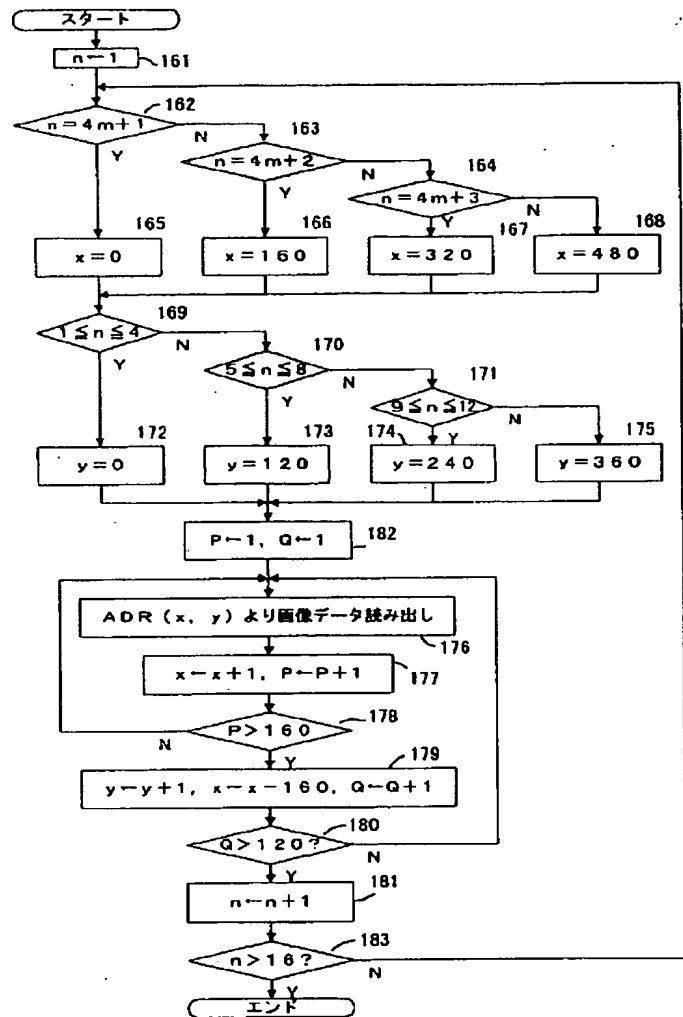 スタート
n←1
161
n=4m+1
162
N
Y
n=4m+2
163
N
Y
n=4m+3
164
N
Y
x=0
165
x=160
166
x=320
167
x=480
168
1≦n≦4
169
N
Y
5≦n≦8
170
N
Y
9≦n≦12
171
N
Y
y=0
172
y=120
173
y=240
174
y=360
175
P←1, Q←1
182
ADR(x, y)より画像データ読み出し
176
x←x+1, P←P+1
177
P>160
178
N
Y
179
y←y+1, x←x-160, Q←Q+1
Q>120?
180
N
Y
n←n+1
181
n>16?
183
N
Y
エンド